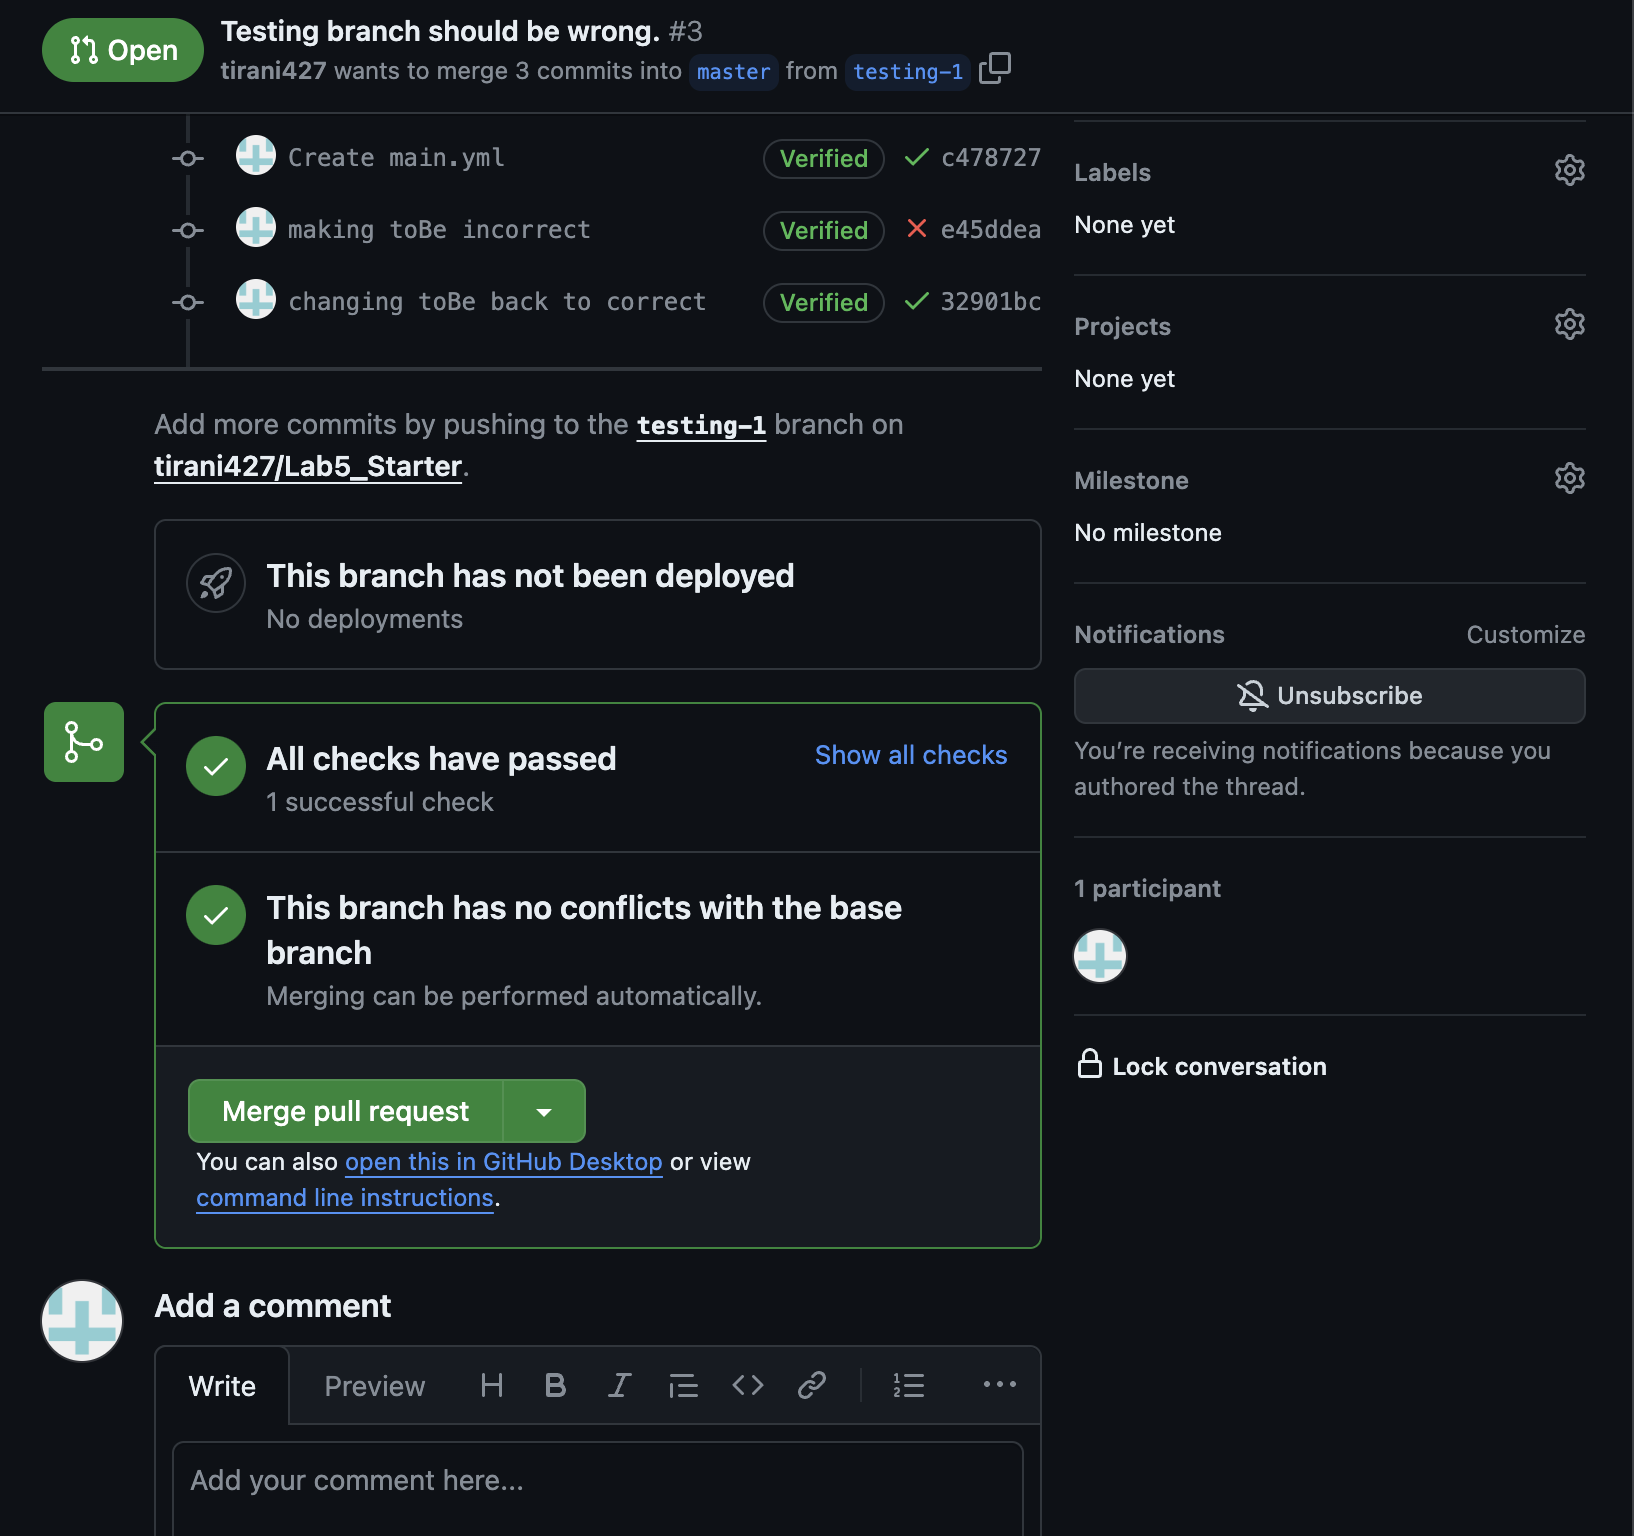 Open
Testing branch should be wrong. #3
tirani427 wants to merge 3 commits into master from testing-1
Create main.yml Verified c478727
making toBe incorrect Verified e45ddea
changing toBe back to correct Verified 32901bc
Add more commits by pushing to the testing-1 branch on
tirani427/Lab5_Starter.
This branch has not been deployed
No deployments
All checks have passed Show all checks
1 successful check
This branch has no conflicts with the base
branch
Merging can be performed automatically.
Merge pull request
You can also open this in GitHub Desktop or view
command line instructions.
Add a comment
Write Preview
Add your comment here...
Labels
None yet
Projects
None yet
Milestone
No milestone
Notifications Customize
Unsubscribe
You’re receiving notifications because you
authored the thread.
1 participant
Lock conversation